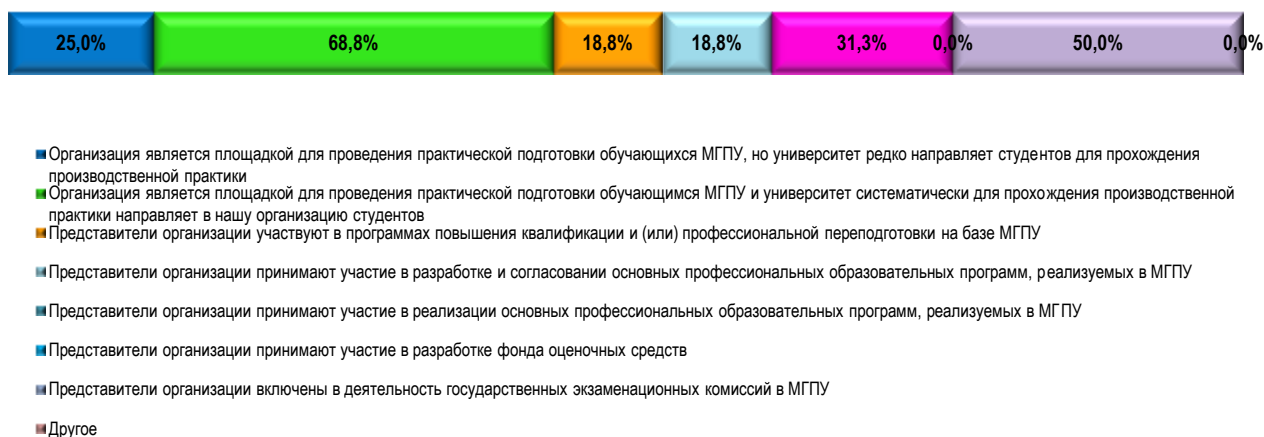 25,0% 68,8% 18,8% 18,8% 31,3% 0,0% 50,0% 0,0%
Организация является площадкой для проведения практической подготовки обучающихся МГПУ, но университет редко направляет студентов для прохождения
производственной практики
Организация является площадкой для проведения практической подготовки обучающимся МГПУ и университет систематически для прохождения производственной
практики направляет в нашу организацию студентов
Представители организации участвуют в программах повышения квалификации и (или) профессиональной переподготовки на базе МГПУ
Представители организации принимают участие в разработке и согласовании основных профессиональных образовательных программ, реализуемых в МГПУ
Представители организации принимают участие в реализации основных профессиональных образовательных программ, реализуемых в МГПУ
Представители организации принимают участие в разработке фонда оценочных средств
Представители организации включены в деятельность государственных экзаменационных комиссий в МГПУ
Другое